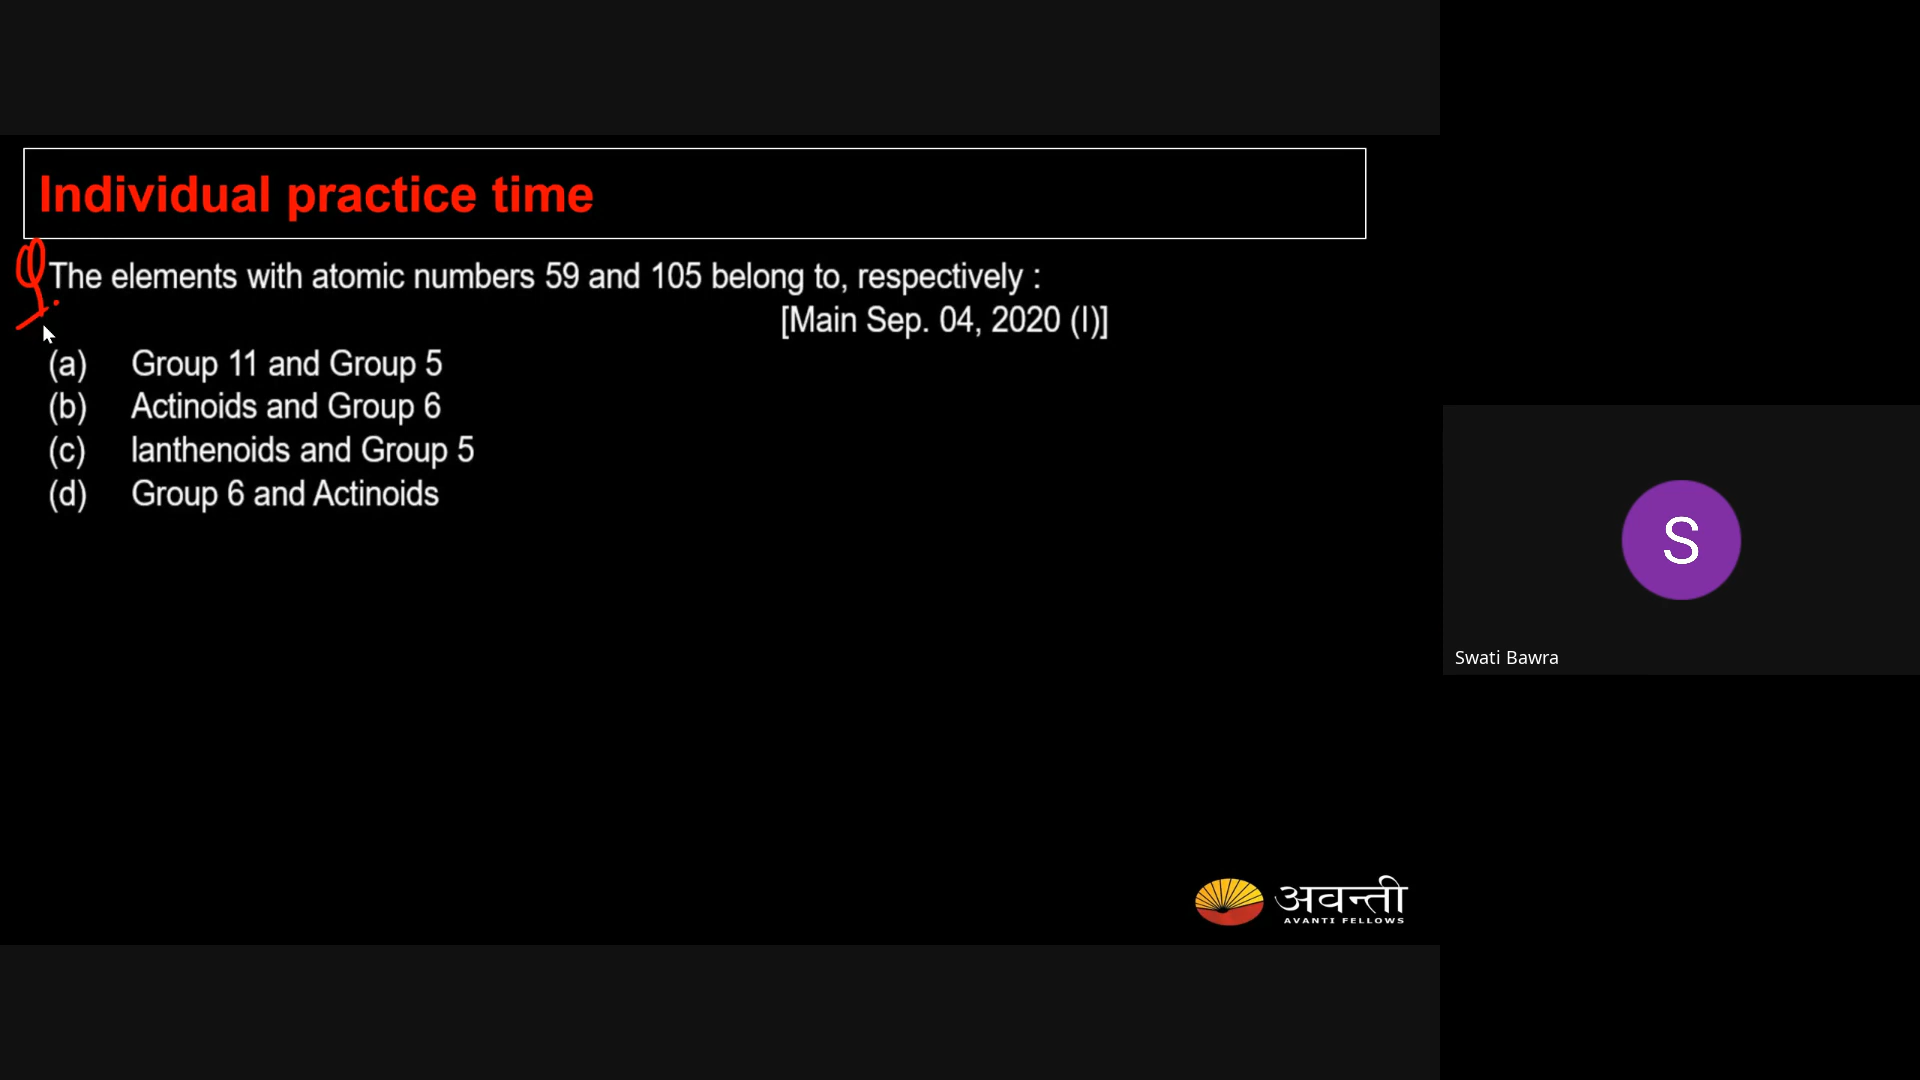 Individual practice time
Q.
The elements with atomic numbers 59 and 105 belong to, respectively :
[Main Sep. 04, 2020 (I)]
(a) Group 11 and Group 5
(b) Actinoids and Group 6
(c) lanthenoids and Group 5
(d) Group 6 and Actinoids
S
Swati Bawra
अवन्ती
AVANTI FELLOWS